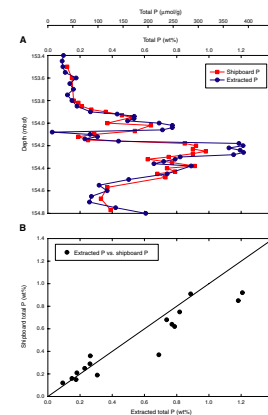 Total P (µmol/g)
0 50 100 150 200 250 300 350 400
Total P (wt%)
0.0 0.2 0.4 0.6 0.8 1.0 1.2
A
Shipboard P
Extracted P
Depth (mbsf)
153.4
153.6
153.8
154.0
154.2
154.4
154.6
154.8
B
Extracted P vs. shipboard P
Shipboard total P
(wt%)
1.4
1.2
1.0
0.8
0.6
0.4
0.2
0.0
0.0 0.2 0.4 0.6 0.8 1.0 1.2
Extracted total P
(wt%)